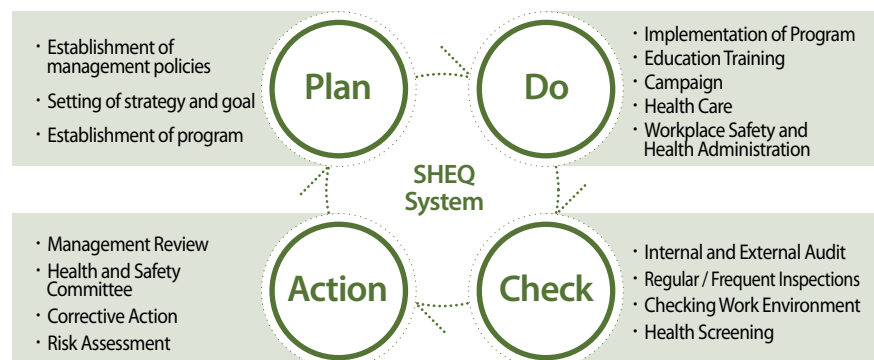 · Establishment of
management policies
· Setting of strategy and goal
· Establishment of program
Plan
Do
· Implementation of Program
· Education Training
· Campaign
· Health Care
· Workplace Safety and
Health Administration
SHEQ
System
· Management Review
· Health and Safety
Committee
· Corrective Action
· Risk Assessment
Action
Check
· Internal and External Audit
· Regular / Frequent Inspections
· Checking Work Environment
· Health Screening